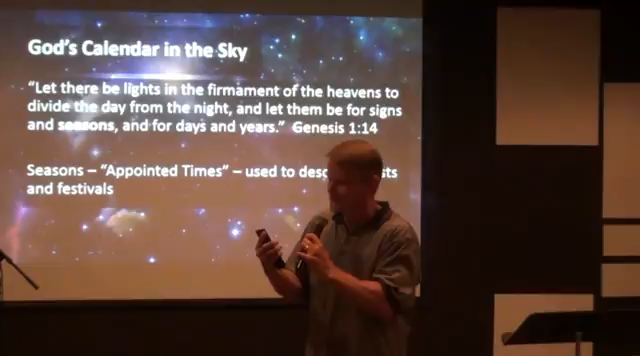 God's Calendar in the Sky
"Let there be lights in the firmament of the heavens to
divide the day from the night, and let them be for signs
and seasons, and for days and years." Genesis 1:14
Seasons – "Appointed Times" – used to
and festivals